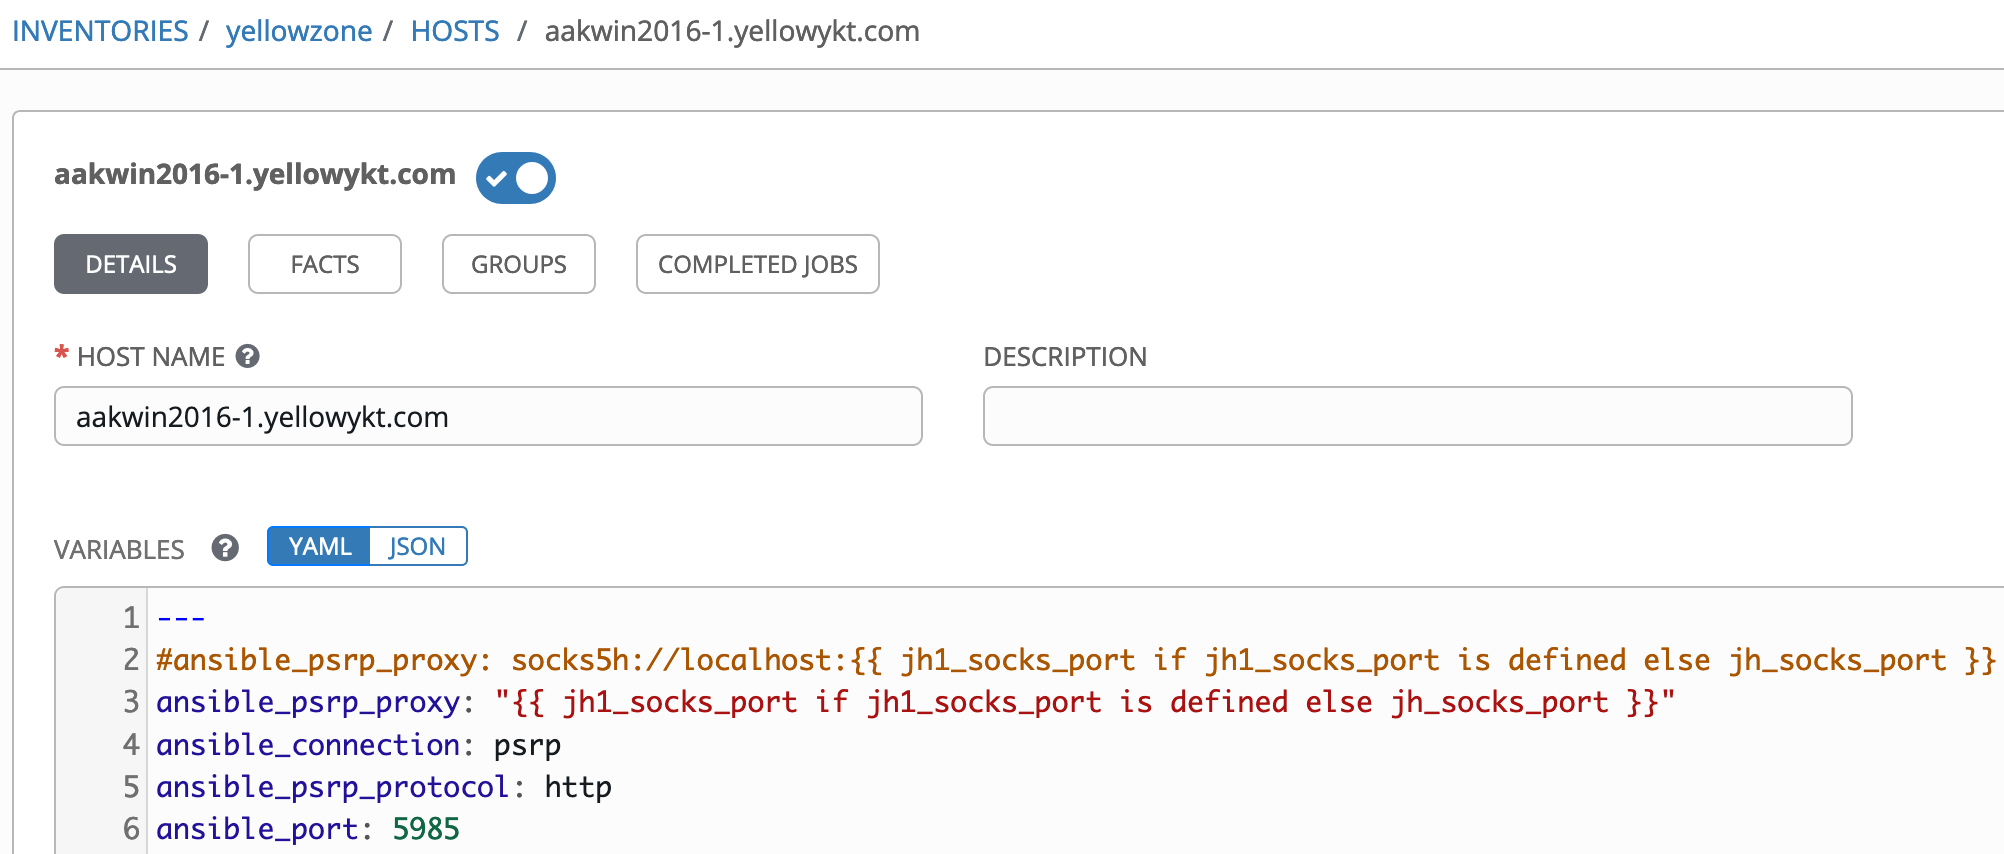 INVENTORIES / yellowzone / HOSTS / aakwin2016-1.yellowykt.com
aakwin2016-1.yellowykt.com
DETAILS FACTS GROUPS COMPLETED JOBS
* HOST NAME ? DESCRIPTION
aakwin2016-1.yellowykt.com
VARIABLES ? YAML JSON
1 ---
2 #ansible_psrp_proxy: socks5h://localhost:{{ jh1_socks_port if jh1_socks_port is defined else jh_socks_port }}
3 ansible_psrp_proxy: "{{ jh1_socks_port if jh1_socks_port is defined else jh_socks_port }}"
4 ansible_connection: psrp
5 ansible_psrp_protocol: http
6 ansible_port: 5985